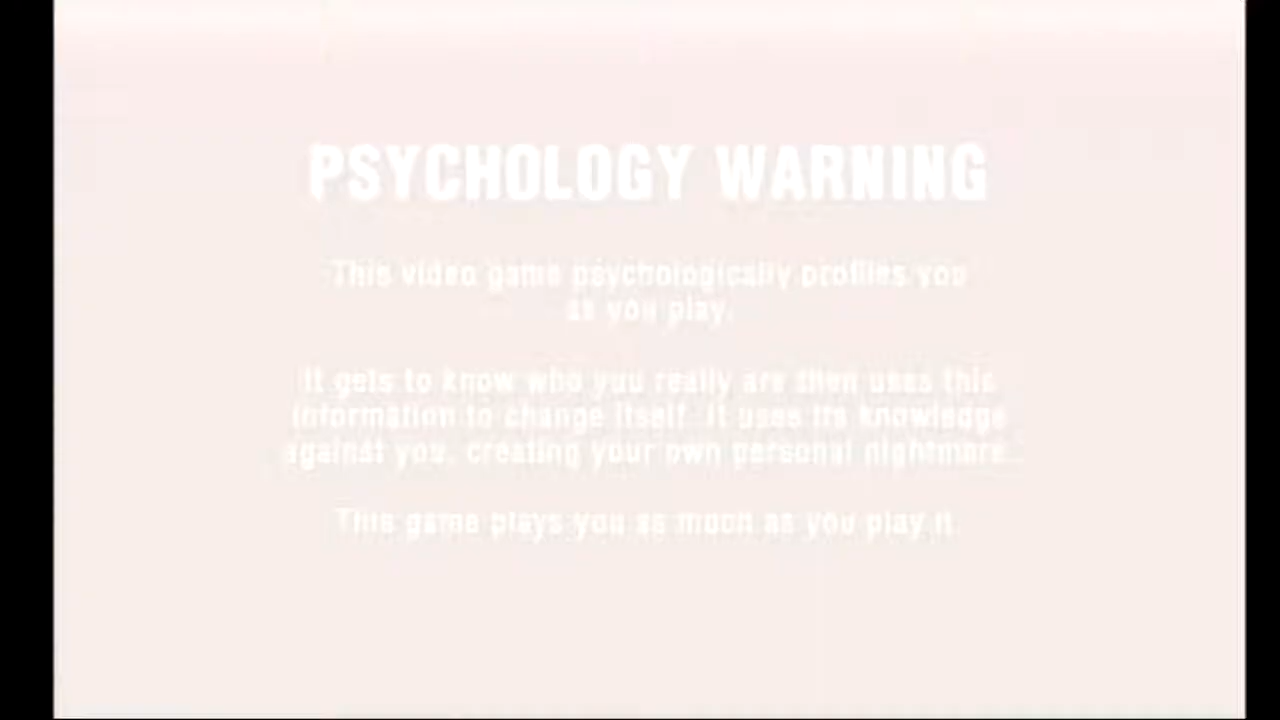 PSYCHOLOGY WARNING
This video game psychologically profiles you
as you play.
It gets to know who you really are then uses this
information to change itself. It uses its knowledge
against you, creating your own personal nightmare.
This game plays you as much as you play it.